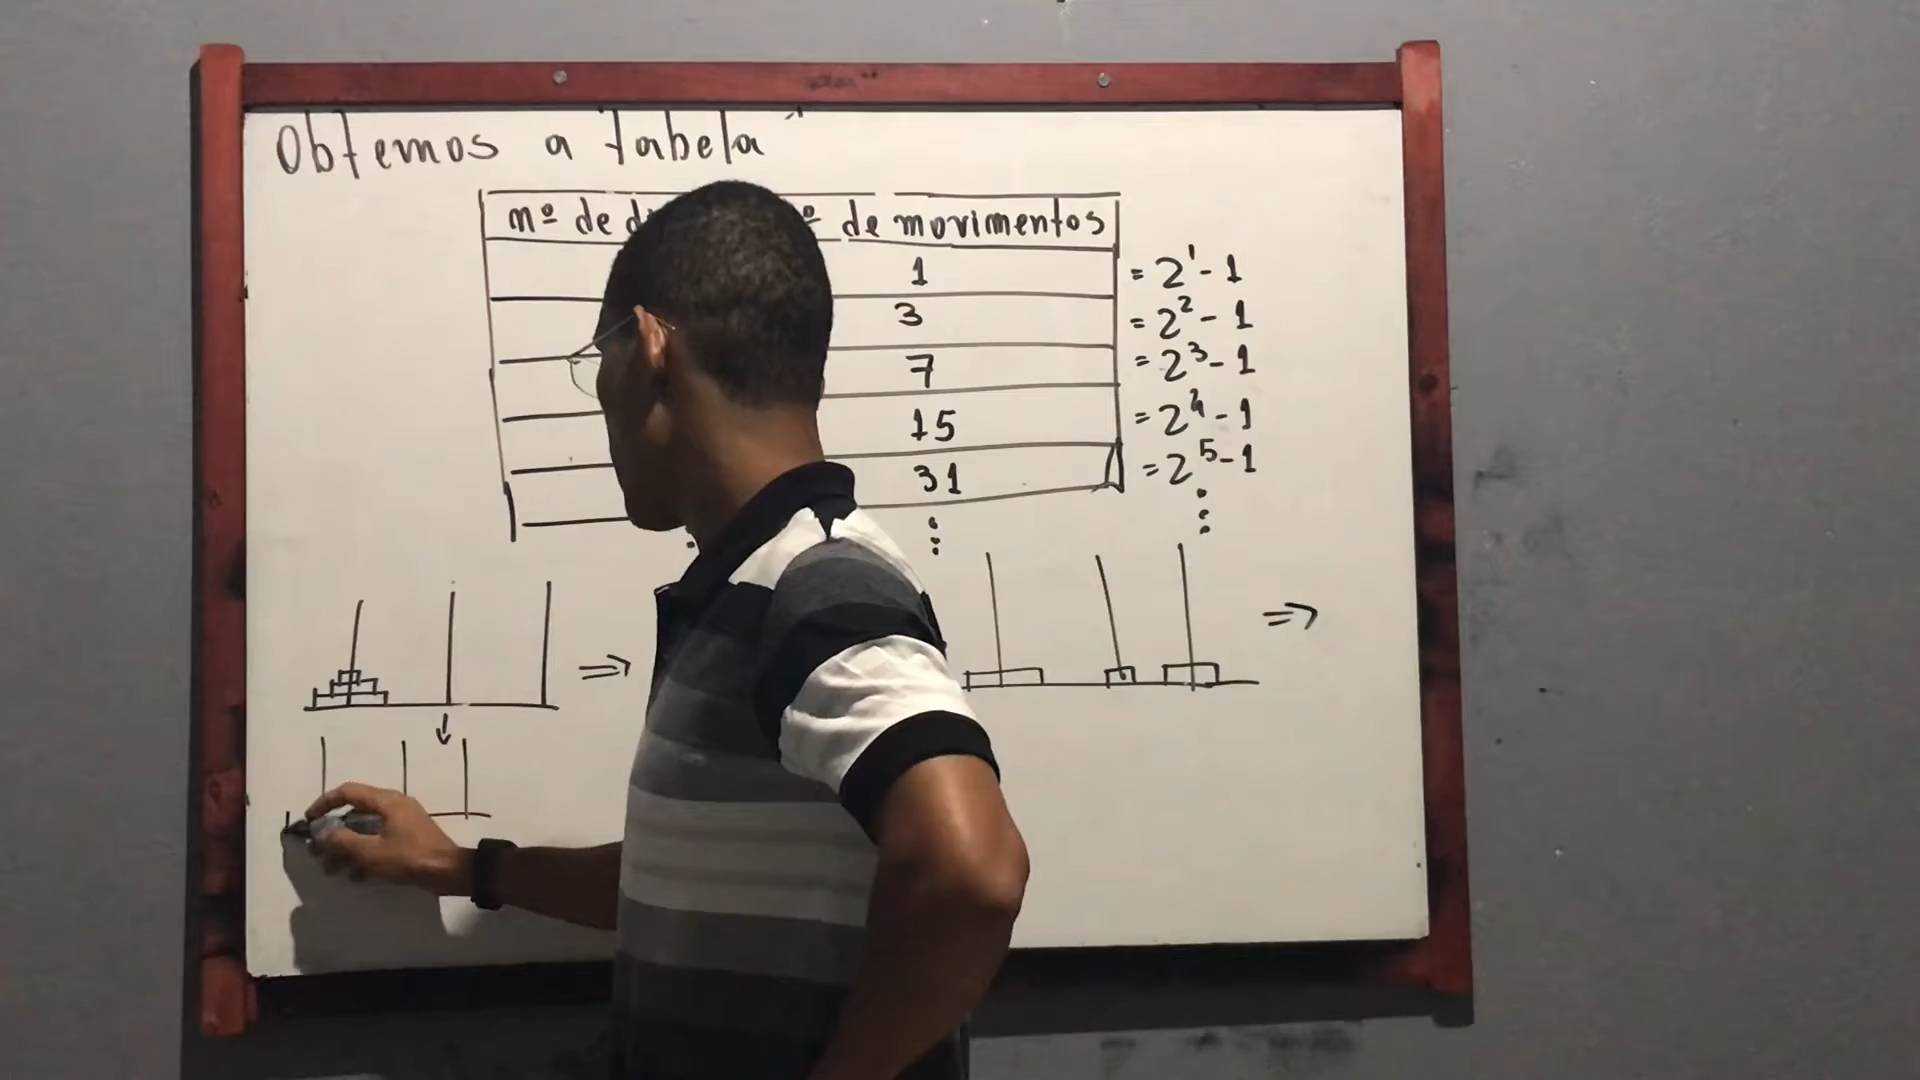 Obtemos a tabela
nº de nº de movimentos
1 = 2¹ - 1
3 = 2² - 1
7 = 2³ - 1
15 = 2⁴ - 1
31 = 2⁵ - 1